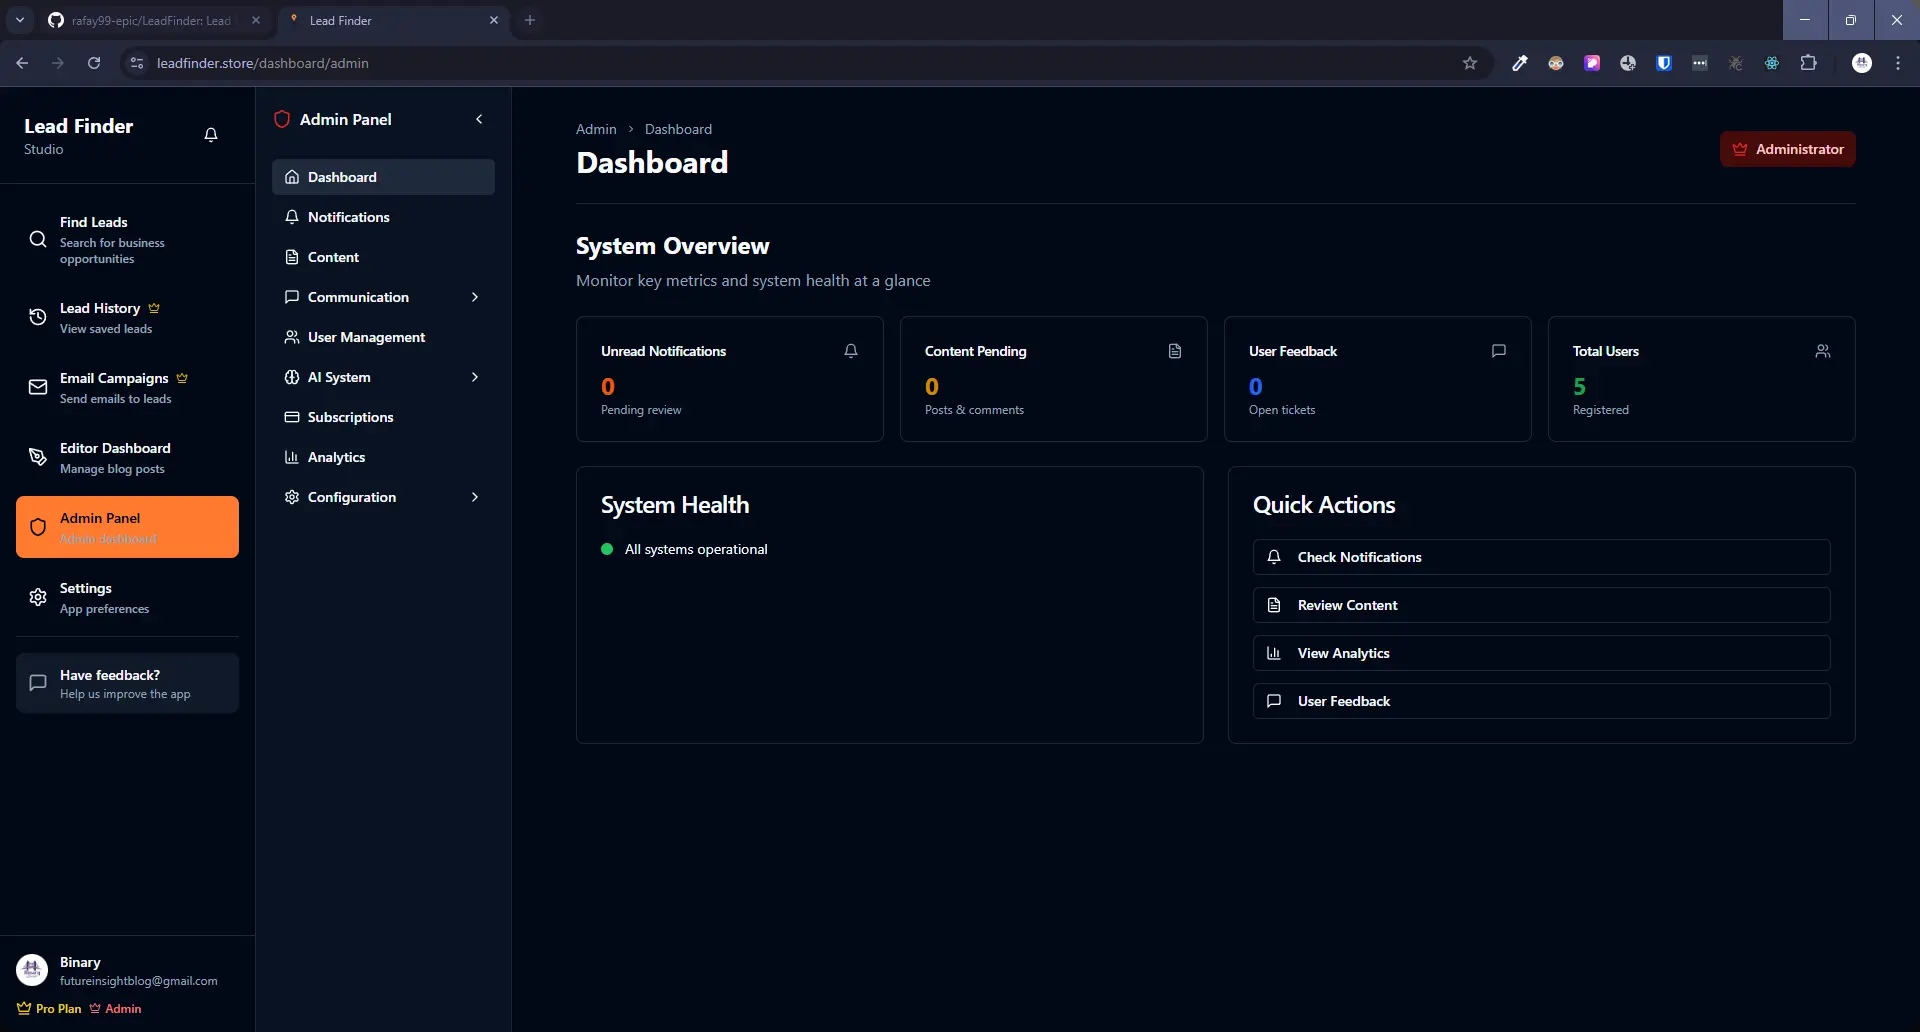 rafay99-epic/LeadFinder: Lead
Lead Finder
leadfinder.store/dashboard/admin
Lead Finder
Studio
Find Leads
Search for business
opportunities
Lead History
View saved leads
Email Campaigns
Send emails to leads
Editor Dashboard
Manage blog posts
Admin Panel
Admin dashboard
Settings
App preferences
Have feedback?
Help us improve the app
Binary
futureinsightblog@gmail.com
Pro Plan Admin
Admin Panel
Dashboard
Notifications
Content
Communication
User Management
AI System
Subscriptions
Analytics
Configuration
Admin > Dashboard
Dashboard
Administrator
System Overview
Monitor key metrics and system health at a glance
Unread Notifications
0
Pending review
Content Pending
0
Posts & comments
User Feedback
0
Open tickets
Total Users
5
Registered
System Health
All systems operational
Quick Actions
Check Notifications
Review Content
View Analytics
User Feedback